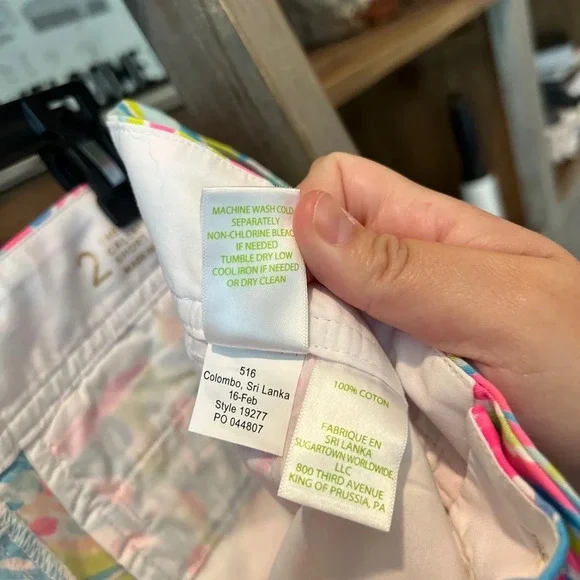 2
MACHINE WASH COLD
SEPARATELY
NON-CHLORINE BLEACH
IF NEEDED
TUMBLE DRY LOW
COOL IRON IF NEEDED
OR DRY CLEAN
516
Colombo, Sri Lanka
16-Feb
Style 19277
PO 044807
100% COTON
FABRIQUE EN
SRI LANKA
SUGARTOWN WORLDWIDE
LLC
800 THIRD AVENUE
KING OF PRUSSIA, PA